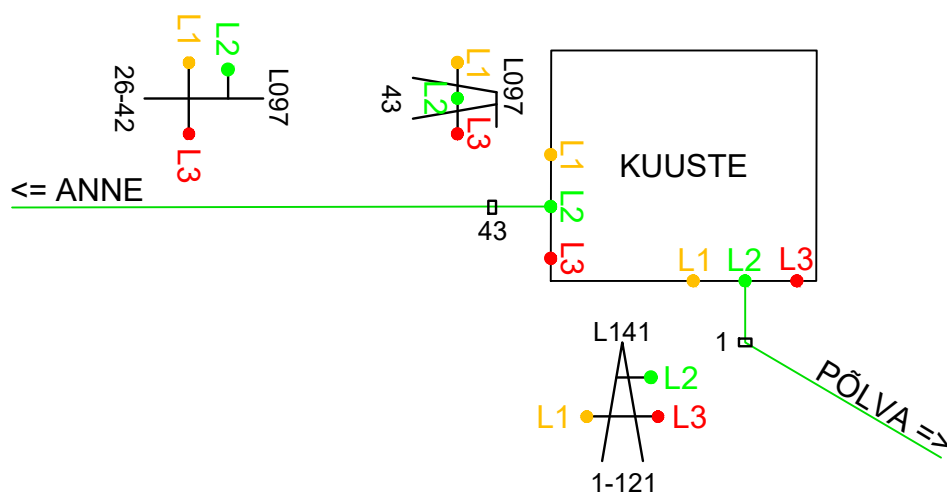 L1
L2
26-42
L097
L3
L1
L2
L3
43
L097
<= ANNE
43
KUUSTE
L1
L2
L3
L1
L2
L3
1
PÕLVA =>
L141
L2
L1
L3
1-121